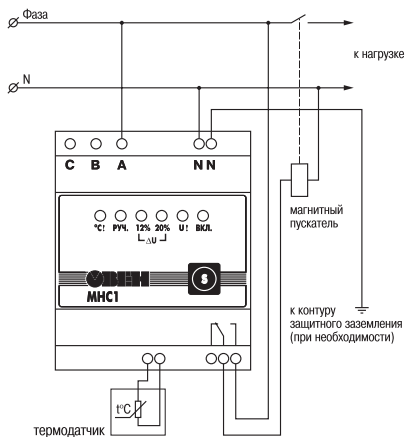 Фаза
к нагрузке
N
C B A N N
°C! РУЧ. 12% 20% U! ВКЛ.
ΔU
магнитный
пускатель
ОВЕН
S
МНС1
к контуру
защитного заземления
(при необходимости)
t°C
термодатчик